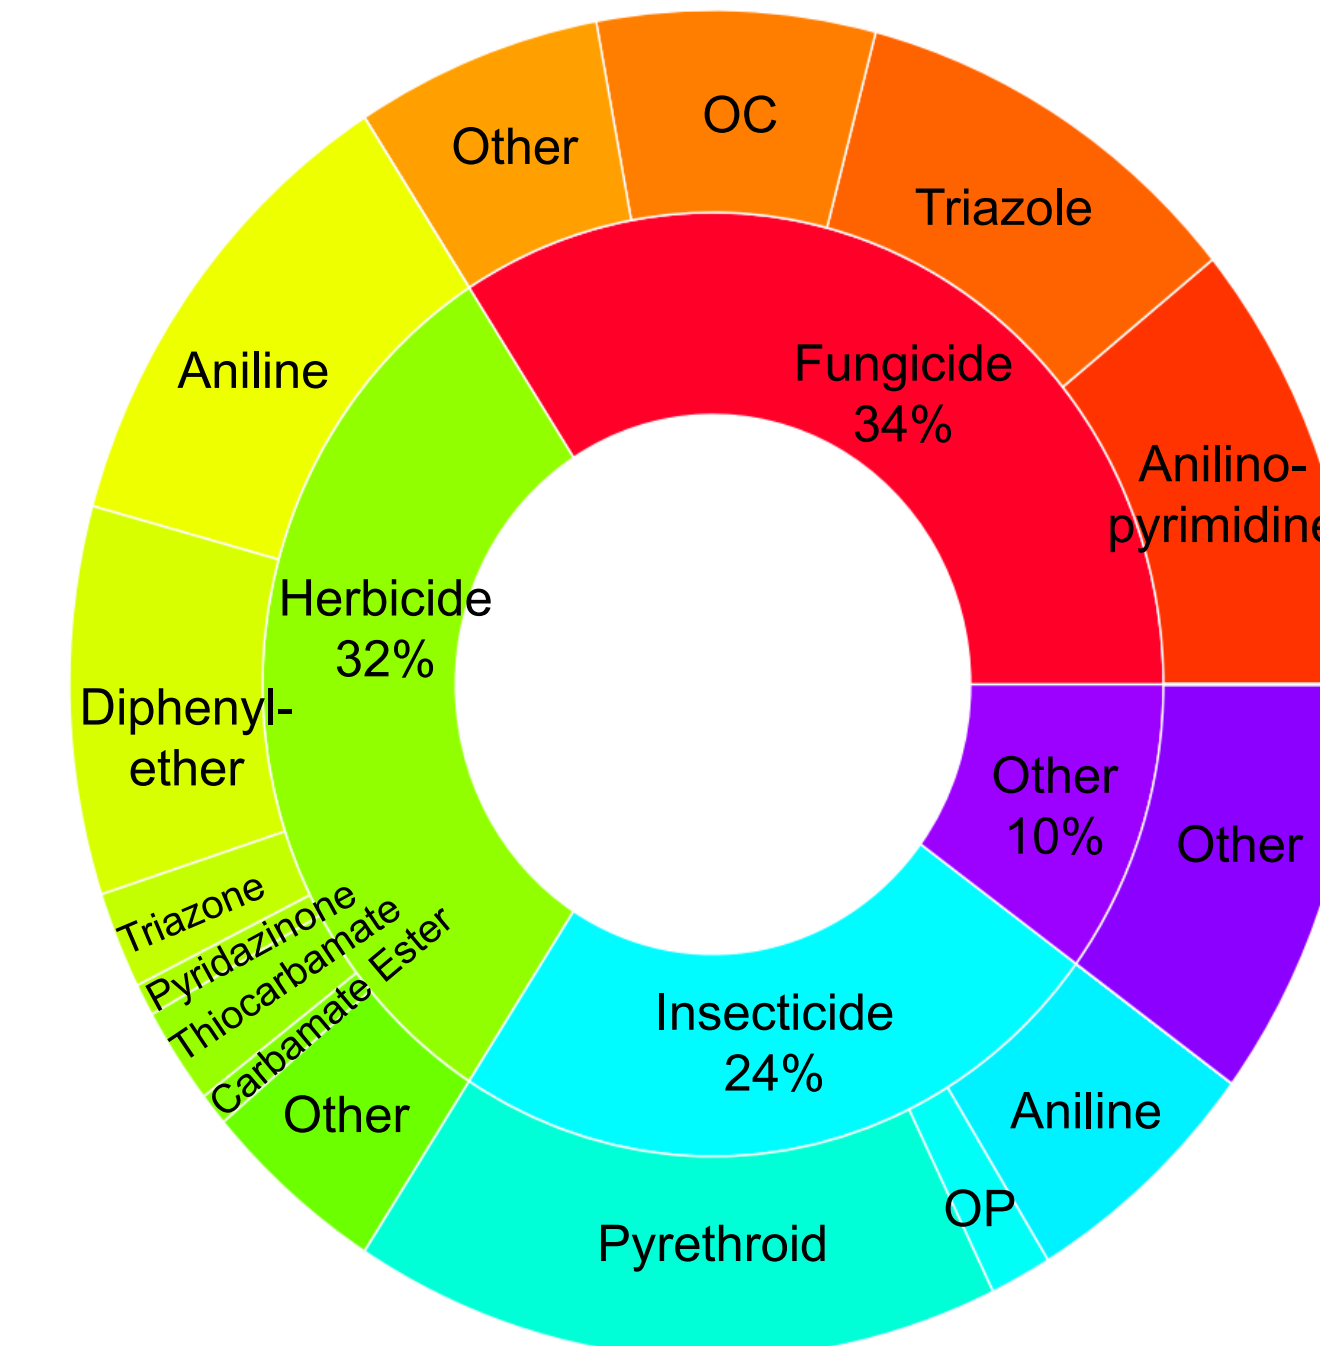 OC
Other
Triazole
Aniline
Fungicide
34%
Anilino-
pyrimidine
Herbicide
32%
Diphenyl-
ether
Other
10%
Other
Triazone
Pyridazinone
Thiocarbamate
Carbamate Ester
Other
Insecticide
24%
Aniline
OP
Pyrethroid